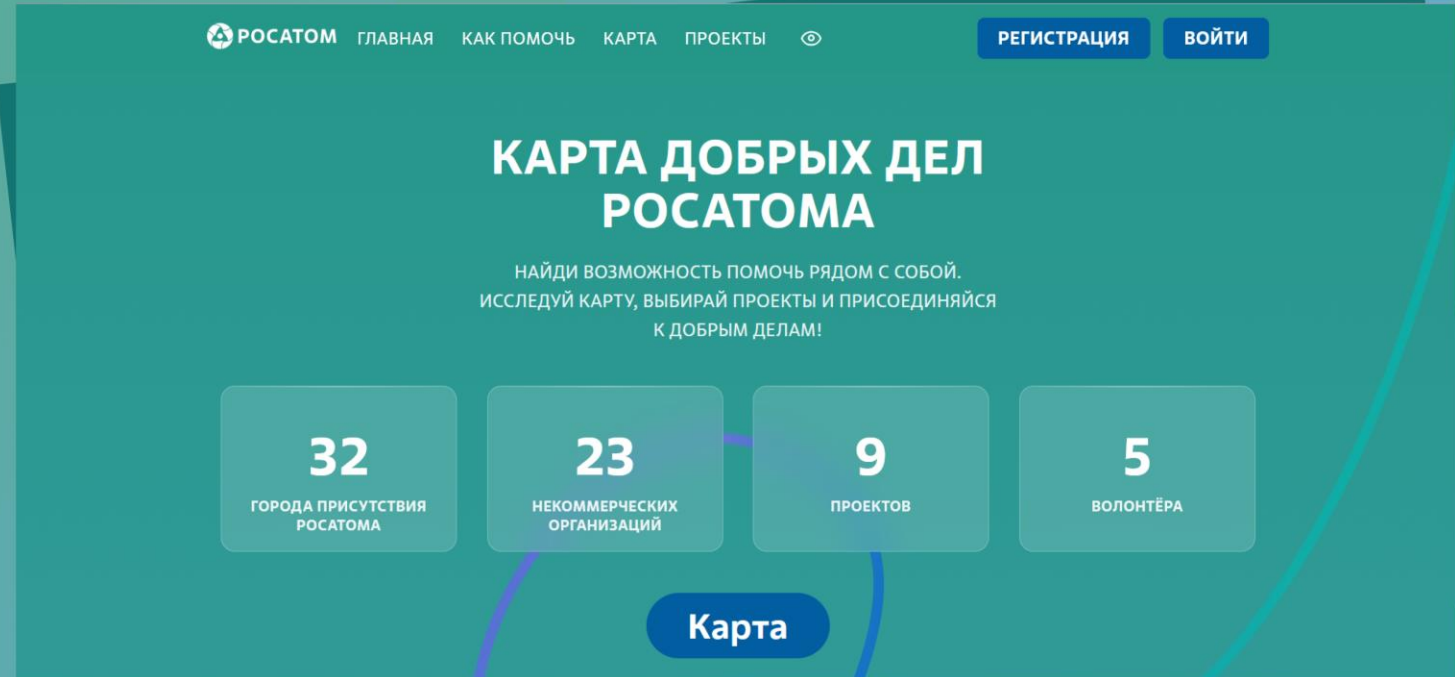 РОСАТОМ ГЛАВНАЯ КАК ПОМОЧЬ КАРТА ПРОЕКТЫ РЕГИСТРАЦИЯ ВОЙТИ
КАРТА ДОБРЫХ ДЕЛ
РОСАТОМА
НАЙДИ ВОЗМОЖНОСТЬ ПОМОЧЬ РЯДОМ С СОБОЙ.
ИССЛЕДУЙ КАРТУ, ВЫБИРАЙ ПРОЕКТЫ И ПРИСОЕДИНЯЙСЯ
К ДОБРЫМ ДЕЛАМ!
32
ГОРОДА ПРИСУТСТВИЯ
РОСАТОМА
23
НЕКОММЕРЧЕСКИХ
ОРГАНИЗАЦИЙ
9
ПРОЕКТОВ
5
ВОЛОНТЁРА
Карта